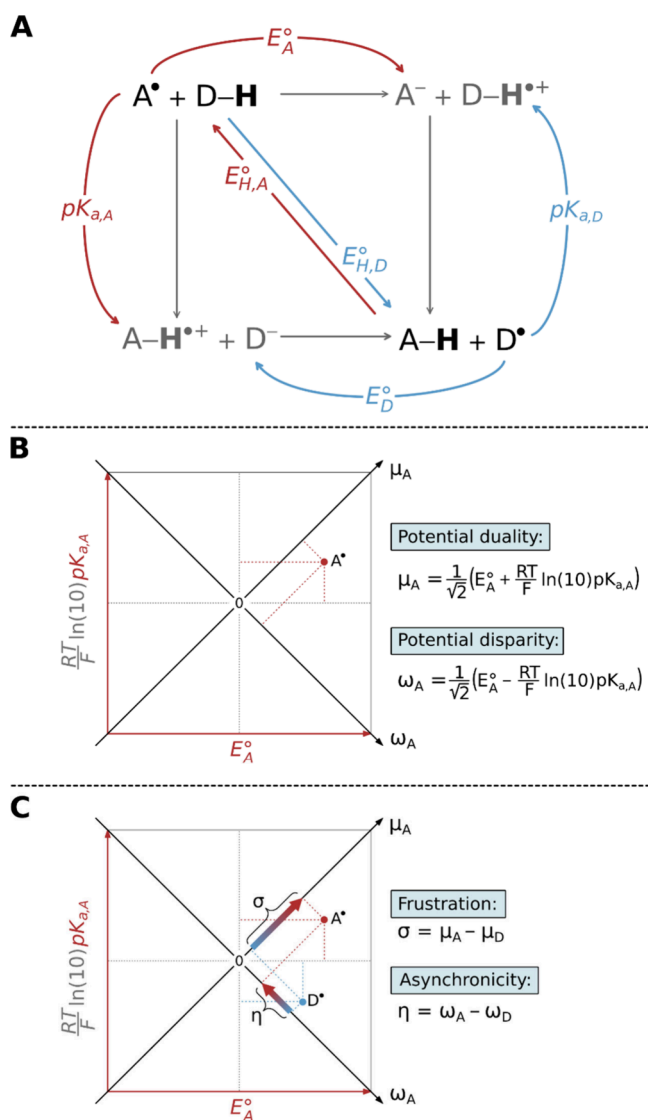 A
E°A
A• + D–H
A⁻ + D–H•+
E°H,A
pKa,A
pKa,D
E°H,D
A–H•+ + D⁻
A–H + D•
E°D
B
μA
RT/F ln(10)pKa,A
A•
0
E°A
ωA
Potential duality:
μA = 1/√2(E°A + RT/F ln(10)pKa,A)
Potential disparity:
ωA = 1/√2(E°A – RT/F ln(10)pKa,A)
C
μA
RT/F ln(10)pKa,A
σ
A•
0
D•
η
E°A
ωA
Frustration:
σ = μA – μD
Asynchronicity:
η = ωA – ωD